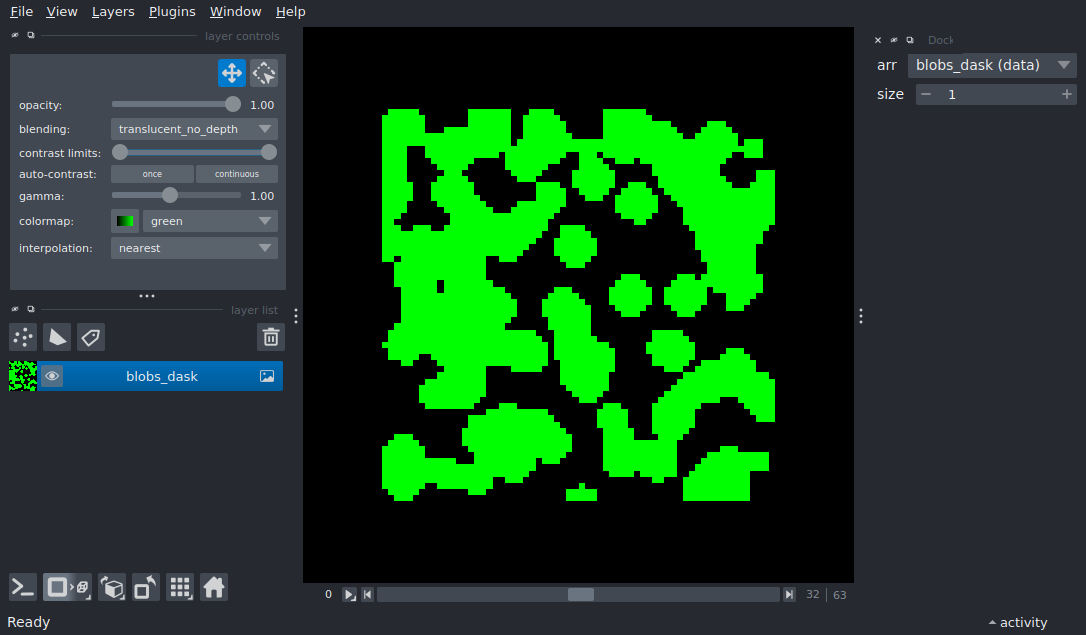 File View Layers Plugins Window Help
layer controls
opacity: 1.00
blending: translucent_no_depth
contrast limits:
auto-contrast: once continuous
gamma: 1.00
colormap: green
interpolation: nearest
layer list
blobs_dask
Dock
arr blobs_dask (data)
size 1
0 32 63
Ready
activity